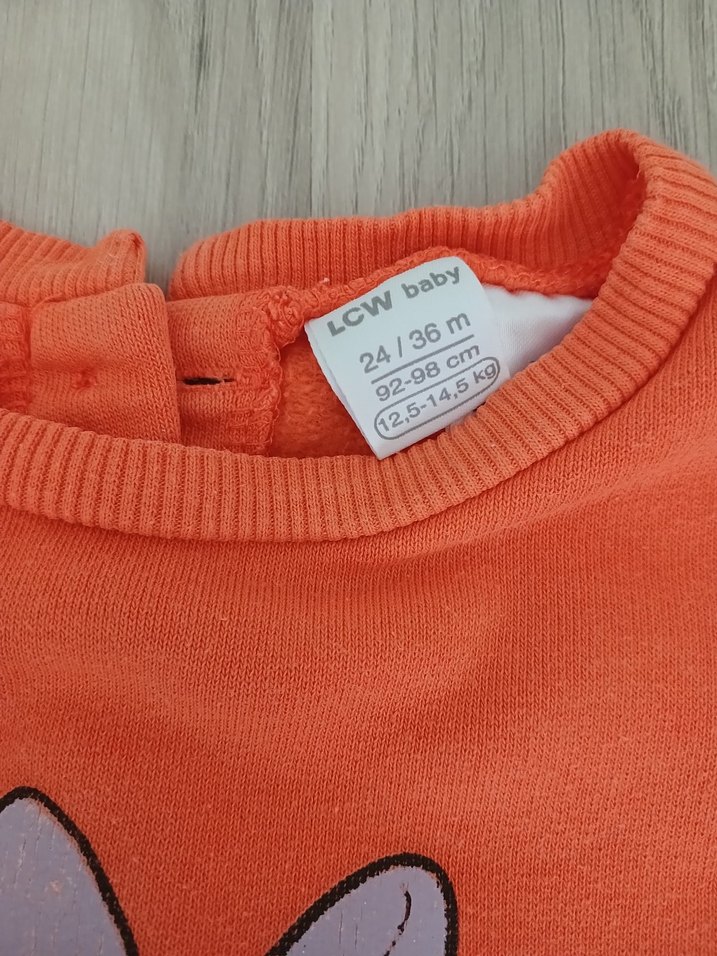 LCW baby
24 / 36 m
92-98 cm
12,5-14,5 kg